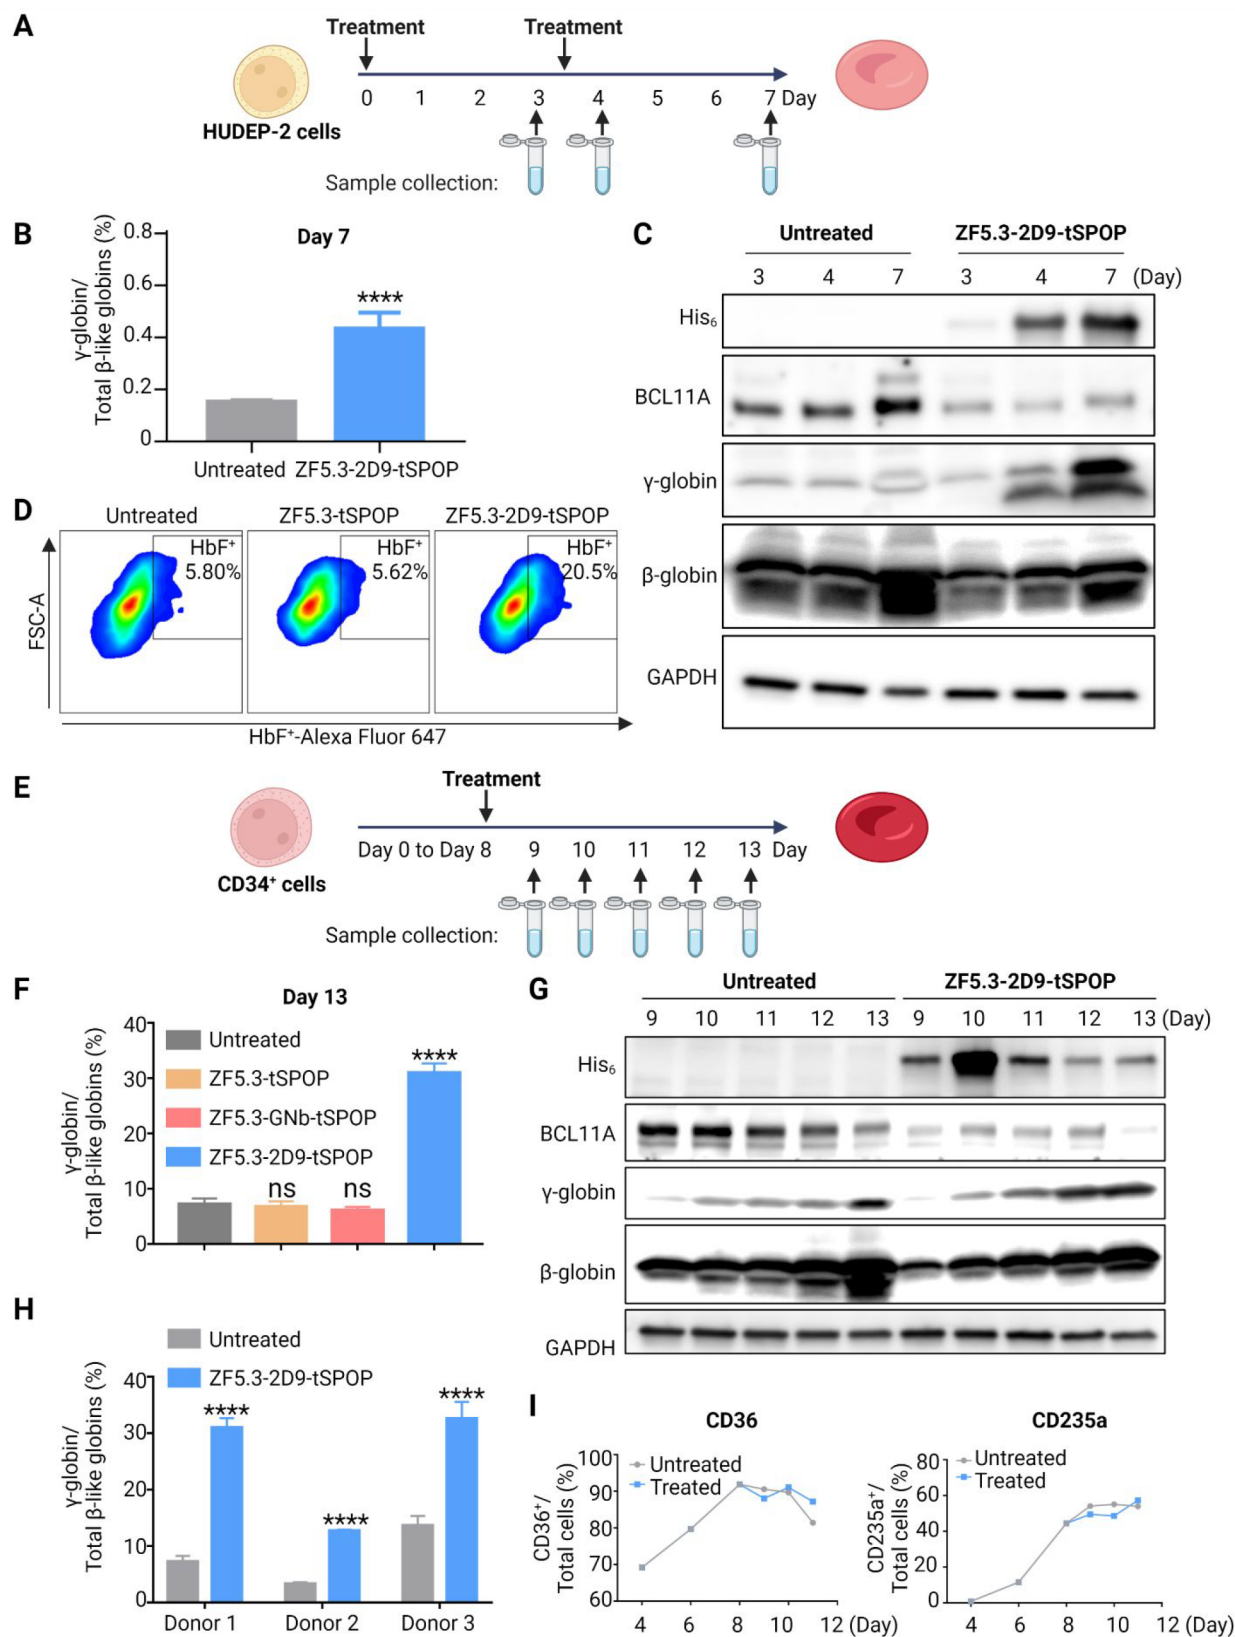 A
Treatment Treatment
0 1 2 3 4 5 6 7 Day
HUDEP-2 cells
Sample collection:
B
Day 7
γ-globin/
Total β-like globins (%)
0.8
0.6
0.4
0.2
0
****
Untreated ZF5.3-2D9-tSPOP
C
Untreated ZF5.3-2D9-tSPOP
3 4 7 3 4 7 (Day)
His₆
BCL11A
γ-globin
β-globin
GAPDH
D
Untreated ZF5.3-tSPOP ZF5.3-2D9-tSPOP
HbF⁺ HbF⁺ HbF⁺
5.80% 5.62% 20.5%
FSC-A
HbF⁺-Alexa Fluor 647
E
Treatment
Day 0 to Day 8 9 10 11 12 13 Day
CD34⁺ cells
Sample collection:
F
Day 13
γ-globin/
Total β-like globins (%)
40
30
20
10
0
Untreated
ZF5.3-tSPOP
ZF5.3-GNb-tSPOP
ZF5.3-2D9-tSPOP
ns ns ****
G
Untreated ZF5.3-2D9-tSPOP
9 10 11 12 13 9 10 11 12 13 (Day)
His₆
BCL11A
γ-globin
β-globin
GAPDH
H
Untreated
ZF5.3-2D9-tSPOP
γ-globin/
Total β-like globins (%)
40
30
20
10
0
**** **** ****
Donor 1 Donor 2 Donor 3
I
CD36
CD36⁺/
Total cells (%)
100
90
80
70
60
Untreated
Treated
4 6 8 10 12 (Day)
CD235a
CD235a⁺/
Total cells (%)
80
60
40
20
0
Untreated
Treated
4 6 8 10 12 (Day)